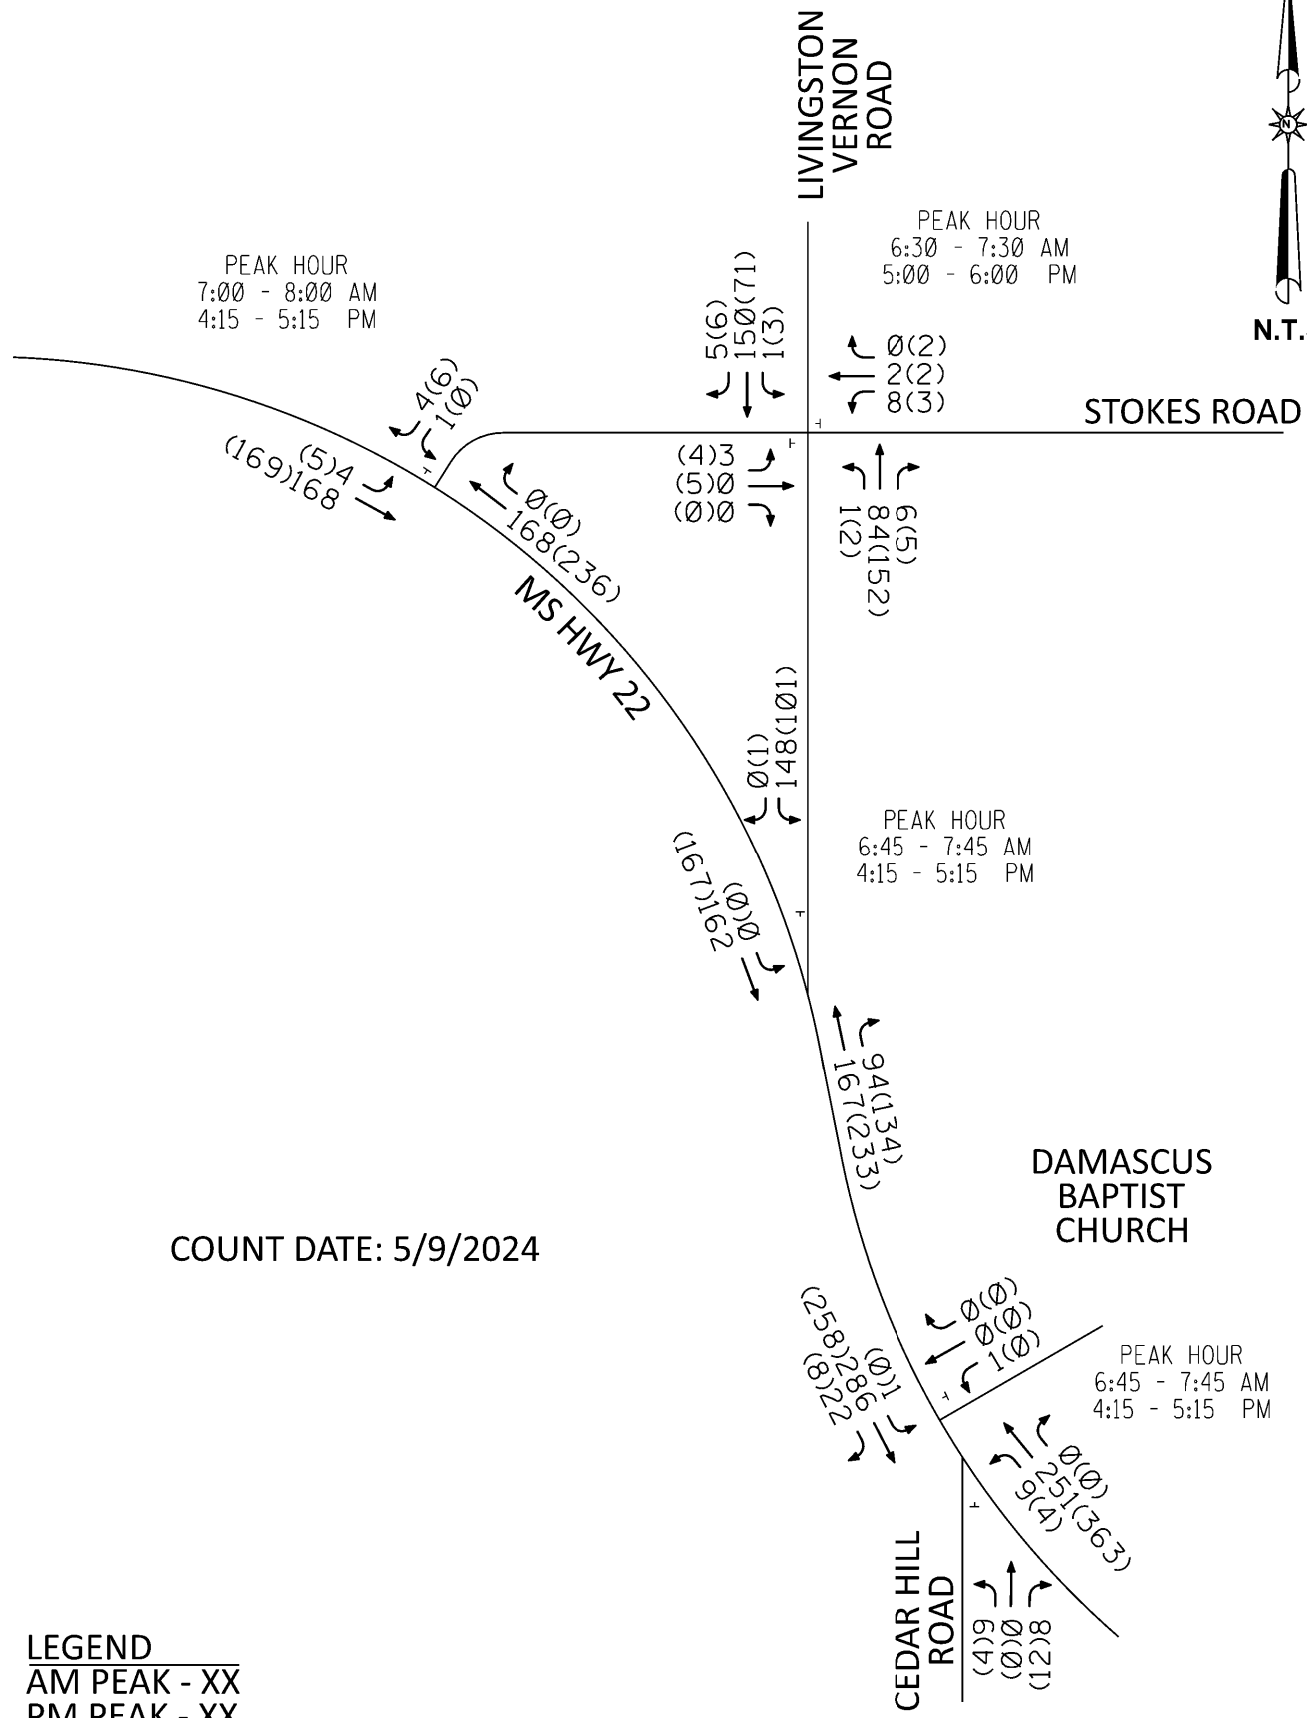 LIVINGSTON
VERNON
ROAD
N
N.T.
PEAK HOUR
6:30 - 7:30 AM
5:00 - 6:00 PM
PEAK HOUR
7:00 - 8:00 AM
4:15 - 5:15 PM
5(6)
150(71)
1(3)
0(2)
2(2)
8(3)
STOKES ROAD
4(6)
1(0)
(5)4
(169)168
0(0)
168(236)
(4)3
(5)0
(0)0
1(2)
84(152)
6(5)
MS HWY 22
0(1)
148(101)
PEAK HOUR
6:45 - 7:45 AM
4:15 - 5:15 PM
(0)0
(167)162
94(134)
167(233)
DAMASCUS
BAPTIST
CHURCH
COUNT DATE: 5/9/2024
0(0)
0(0)
1(0)
(0)1
(258)286
(8)22
PEAK HOUR
6:45 - 7:45 AM
4:15 - 5:15 PM
0(0)
251(363)
9(4)
CEDAR HILL
ROAD
(4)9
(0)0
(12)8
LEGEND
AM PEAK - XX
PM PEAK - XX